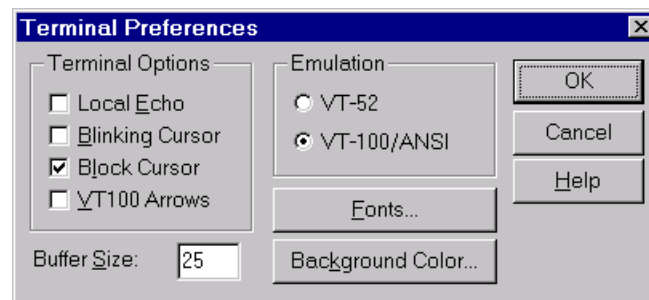 Terminal Preferences
Terminal Options
Local Echo
Blinking Cursor
Block Cursor
VT100 Arrows
Buffer Size: 25
Emulation
VT-52
VT-100/ANSI
Fonts...
Background Color...
OK
Cancel
Help